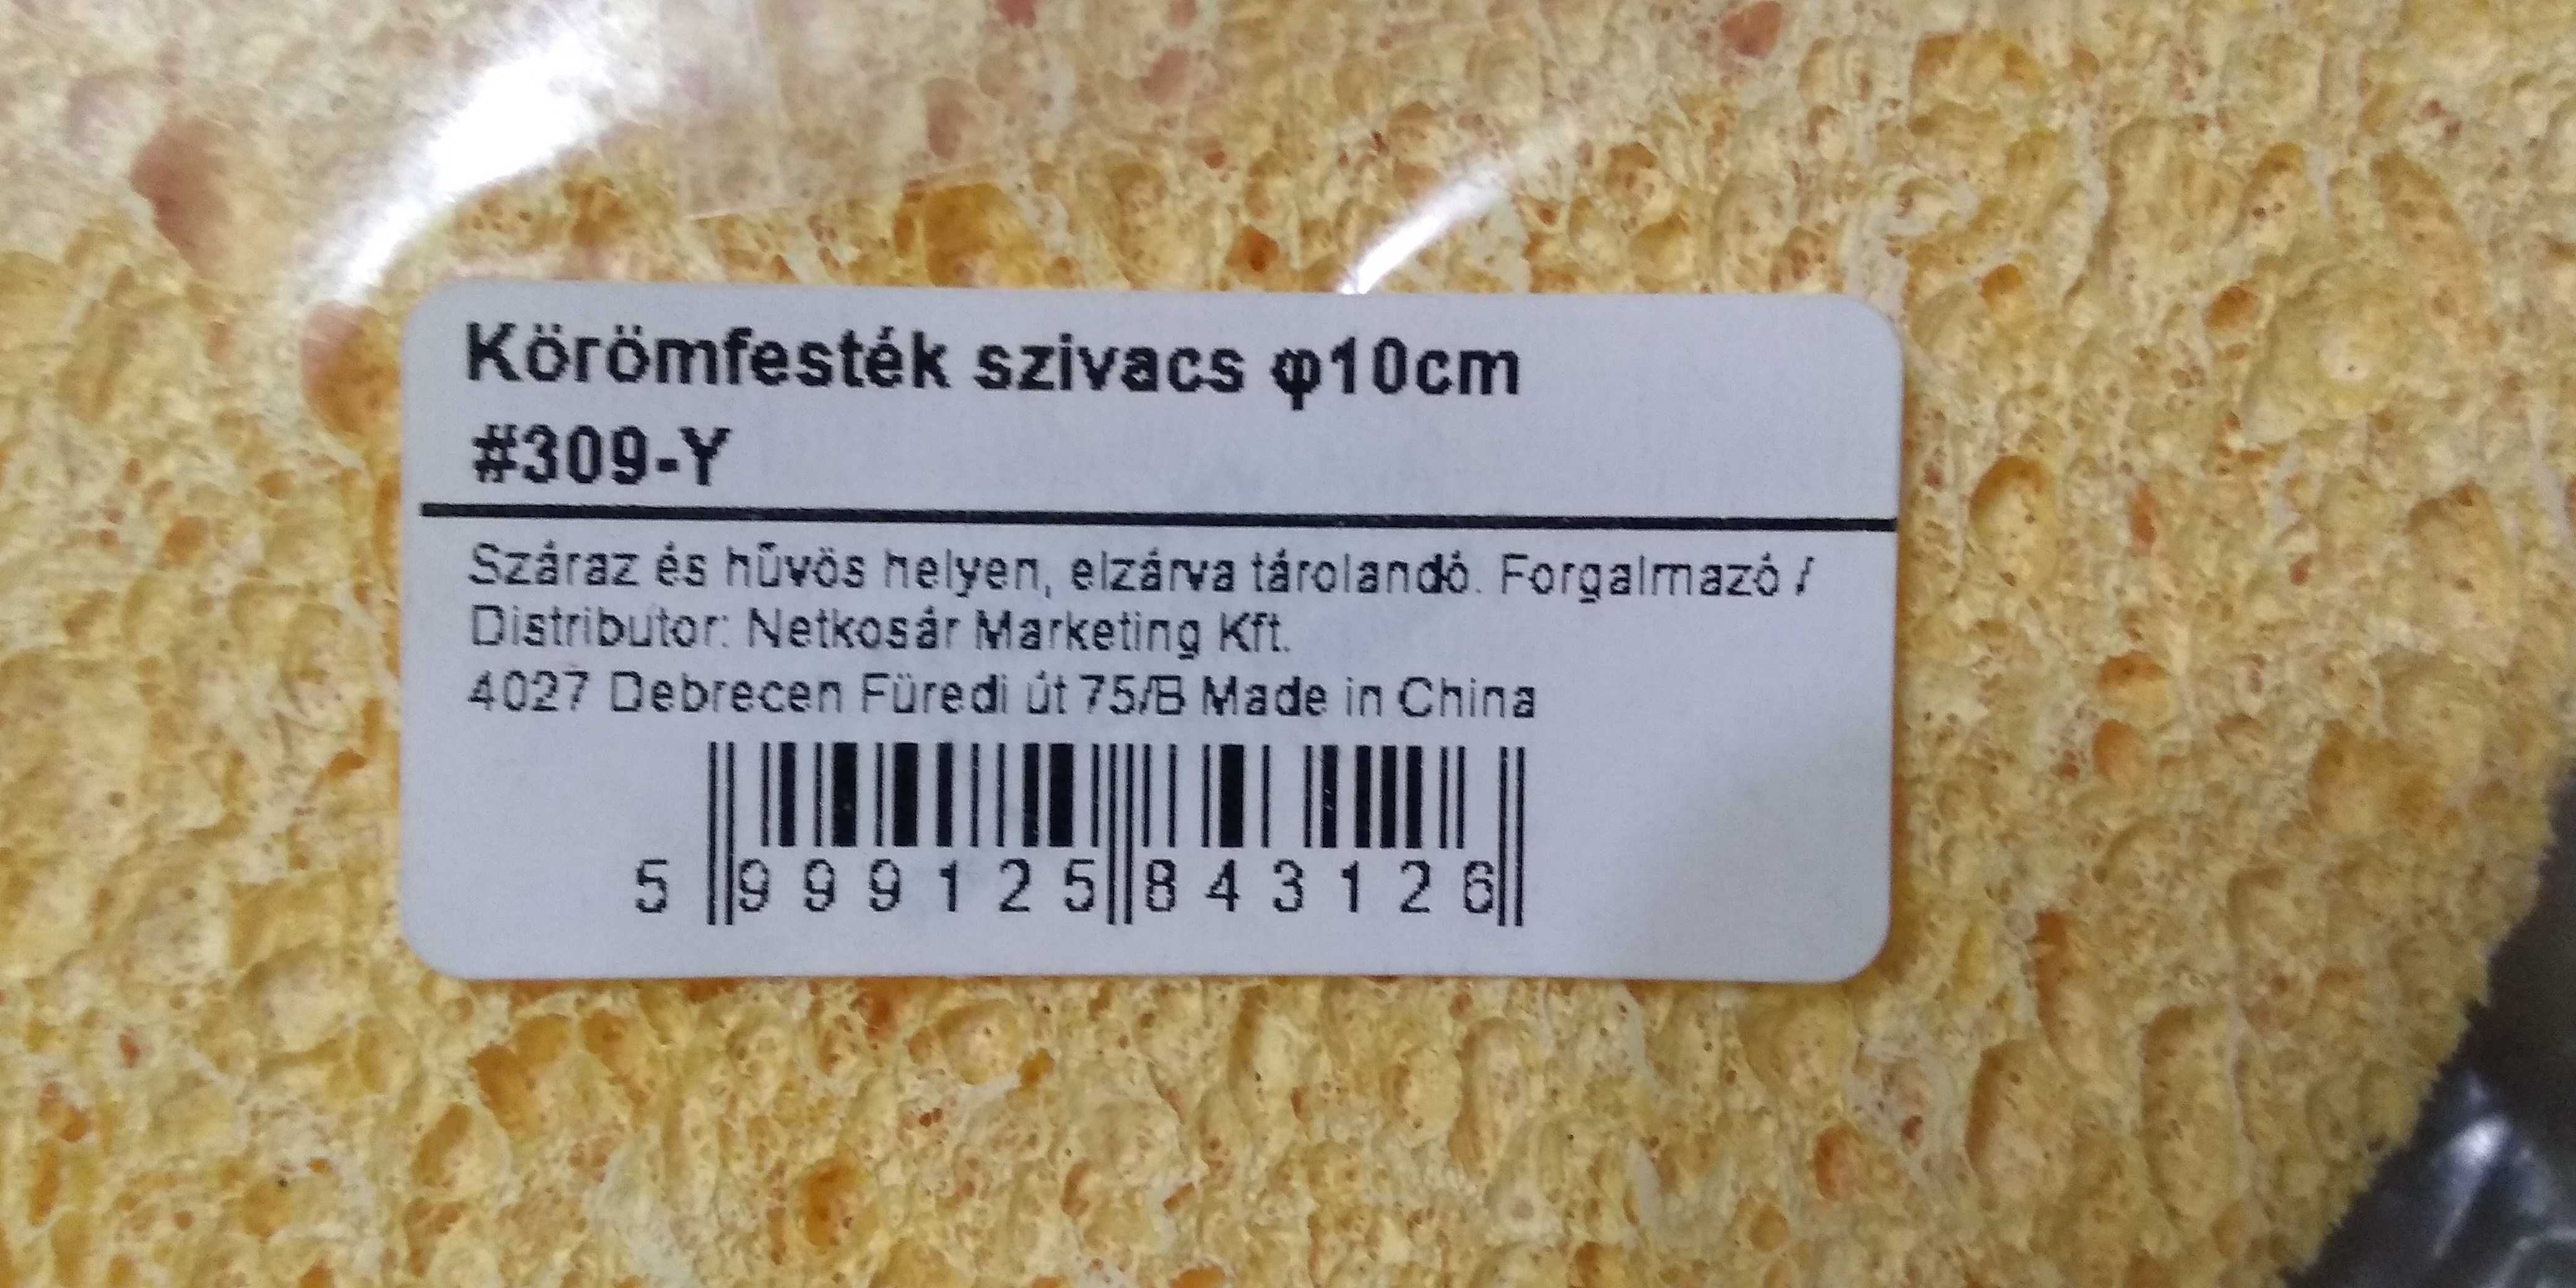 Körömfesték szivacs φ10cm
#309-Y
Száraz és hűvös helyen, elzárva tárolandó. Forgalmazó /
Distributor: Netkosár Marketing Kft.
4027 Debrecen Füredi út 75/B Made in China
5 999125 843126